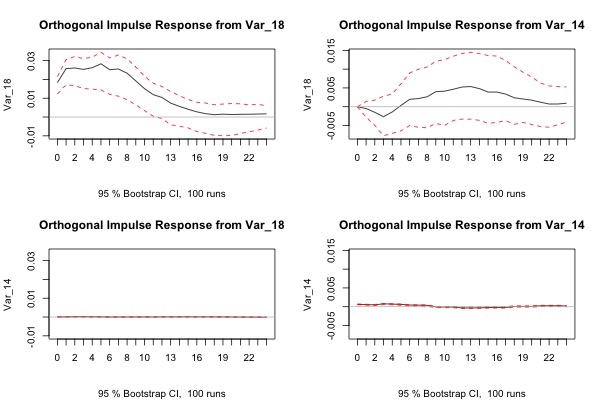 Orthogonal Impulse Response from Var_18
Var_18
-0.01 0.01 0.03
0 2 4 6 8 10 13 16 19 22
95 % Bootstrap CI, 100 runs
Orthogonal Impulse Response from Var_14
Var_18
-0.005 0.005 0.015
0 2 4 6 8 10 13 16 19 22
95 % Bootstrap CI, 100 runs
Orthogonal Impulse Response from Var_18
Var_14
-0.01 0.01 0.03
0 2 4 6 8 10 13 16 19 22
95 % Bootstrap CI, 100 runs
Orthogonal Impulse Response from Var_14
Var_14
-0.005 0.005 0.015
0 2 4 6 8 10 13 16 19 22
95 % Bootstrap CI, 100 runs